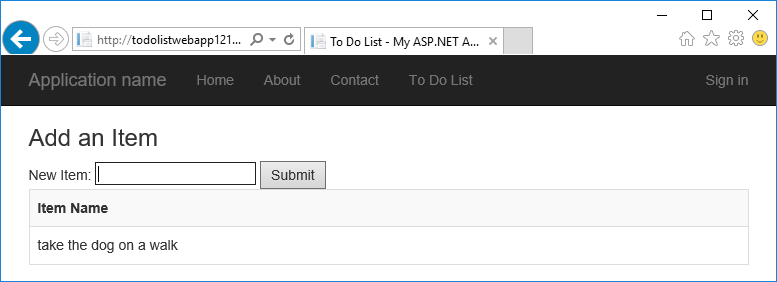 http://todolistwebapp121...
To Do List - My ASP.NET A...
Application name Home About Contact To Do List Sign in
Add an Item
New Item: Submit
Item Name
take the dog on a walk